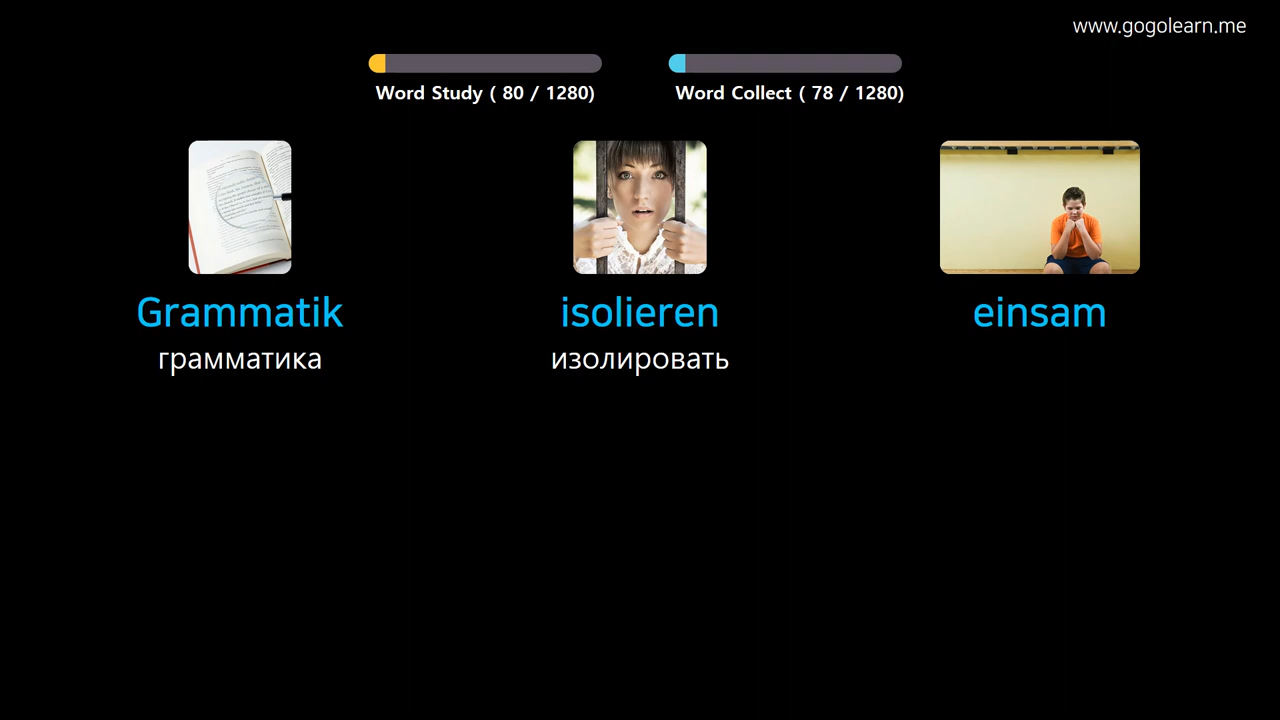 www.gogolearn.me
Word Study ( 80 / 1280)
Word Collect ( 78 / 1280)
Grammatik
грамматика
isolieren
изолировать
einsam